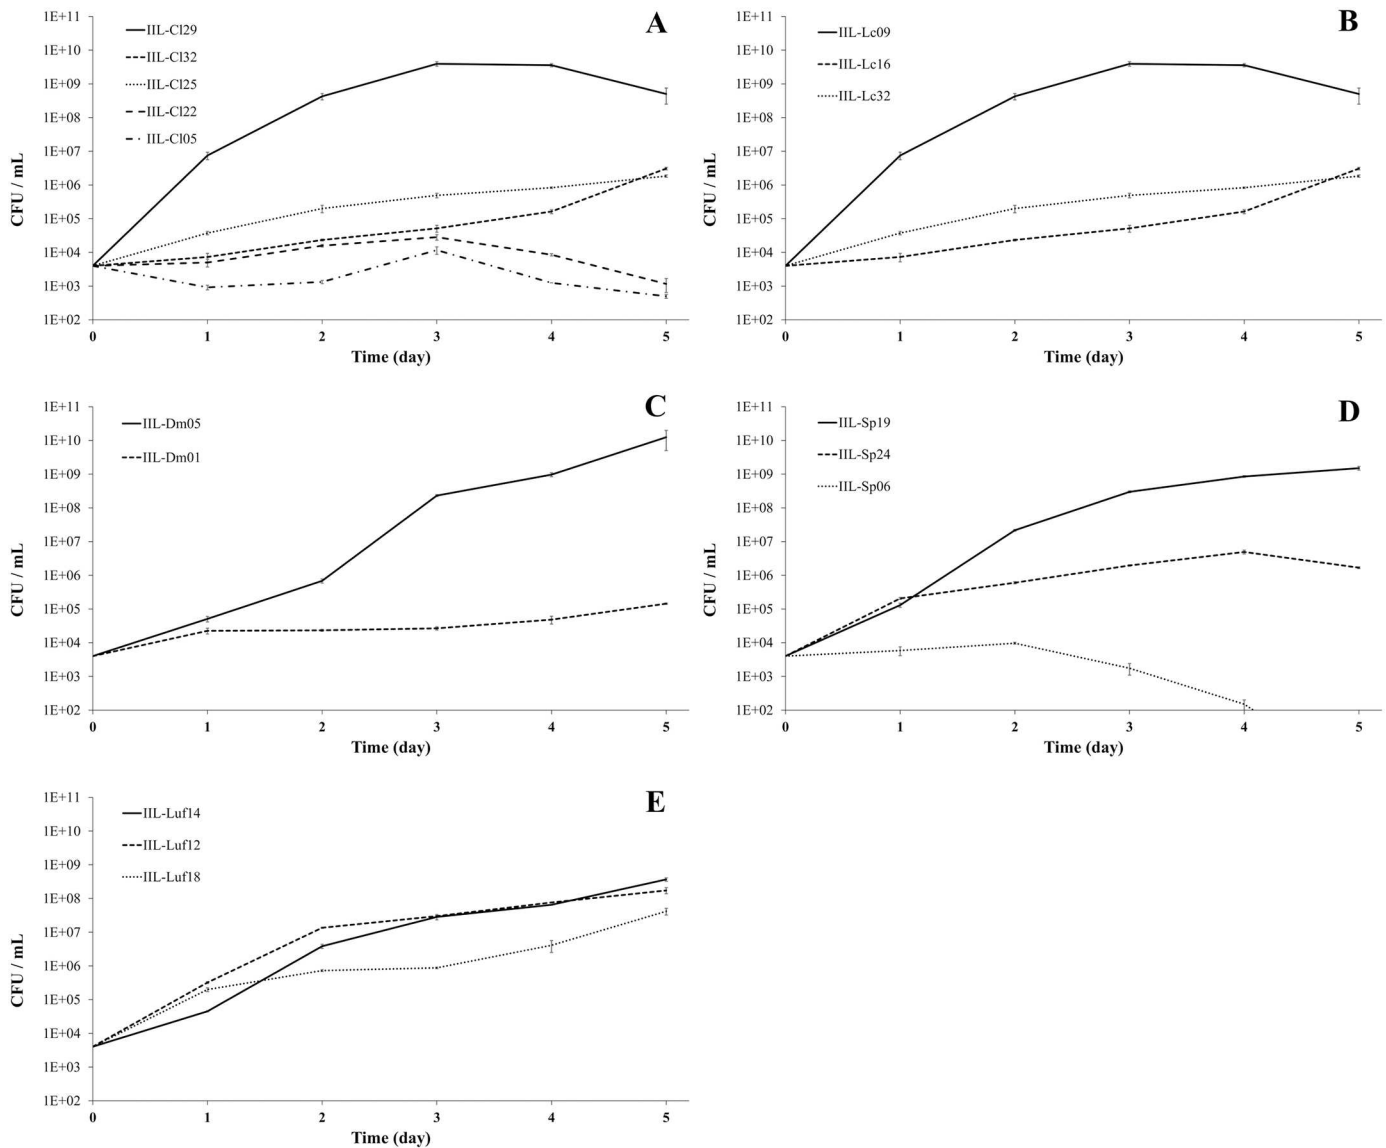 A
IIL-Cl29
IIL-Cl32
IIL-Cl25
IIL-Cl22
IIL-Cl05
1E+11
1E+10
1E+09
1E+08
1E+07
1E+06
1E+05
1E+04
1E+03
1E+02
CFU / mL
0 1 2 3 4 5
Time (day)
B
IIL-Lc09
IIL-Lc16
IIL-Lc32
1E+11
1E+10
1E+09
1E+08
1E+07
1E+06
1E+05
1E+04
1E+03
1E+02
CFU / mL
0 1 2 3 4 5
Time (day)
C
IIL-Dm05
IIL-Dm01
1E+11
1E+10
1E+09
1E+08
1E+07
1E+06
1E+05
1E+04
1E+03
1E+02
CFU / mL
0 1 2 3 4 5
Time (day)
D
IIL-Sp19
IIL-Sp24
IIL-Sp06
1E+11
1E+10
1E+09
1E+08
1E+07
1E+06
1E+05
1E+04
1E+03
1E+02
CFU / mL
0 1 2 3 4 5
Time (day)
E
IIL-Luf14
IIL-Luf12
IIL-Luf18
1E+11
1E+10
1E+09
1E+08
1E+07
1E+06
1E+05
1E+04
1E+03
1E+02
CFU / mL
0 1 2 3 4 5
Time (day)